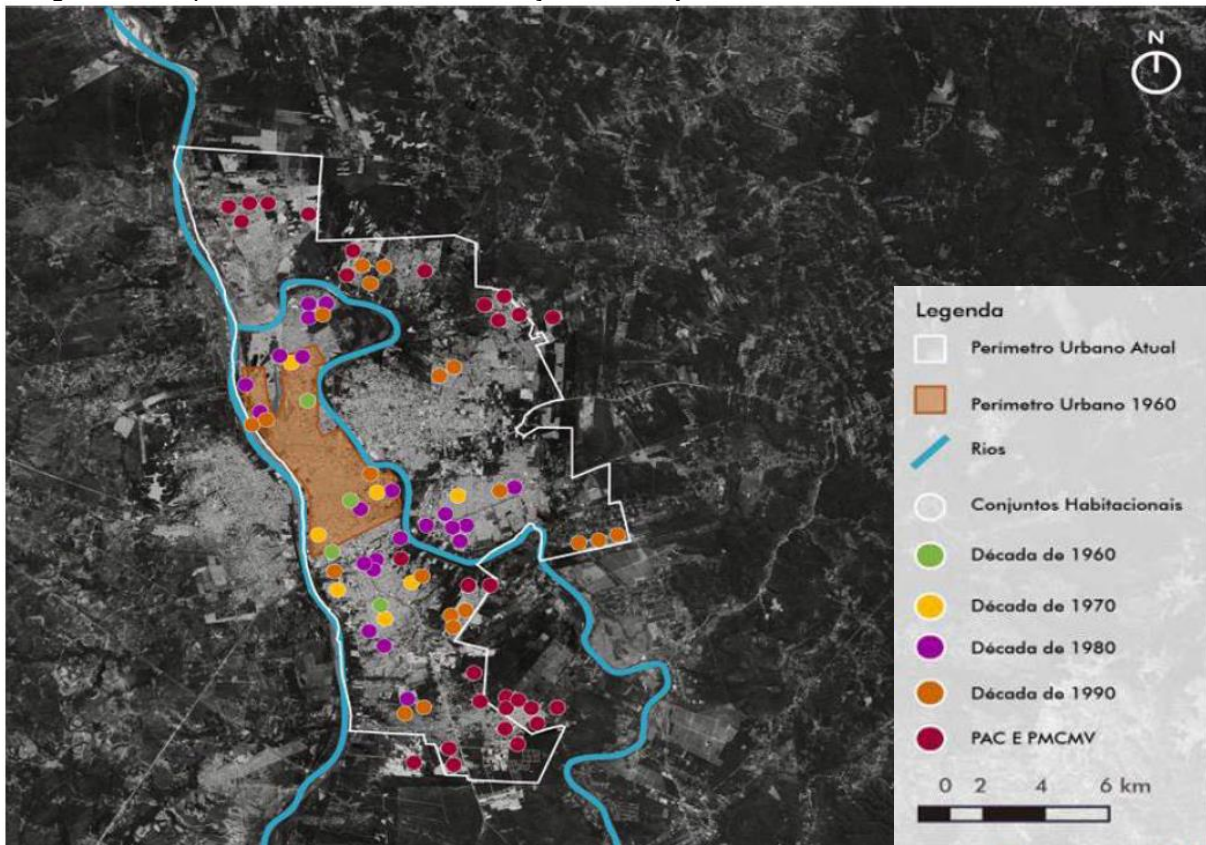 N
Legenda
Perímetro Urbano Atual
Perímetro Urbano 1960
Rios
Conjuntos Habitacionais
Década de 1960
Década de 1970
Década de 1980
Década de 1990
PAC E PMCMV
0 2 4 6 km